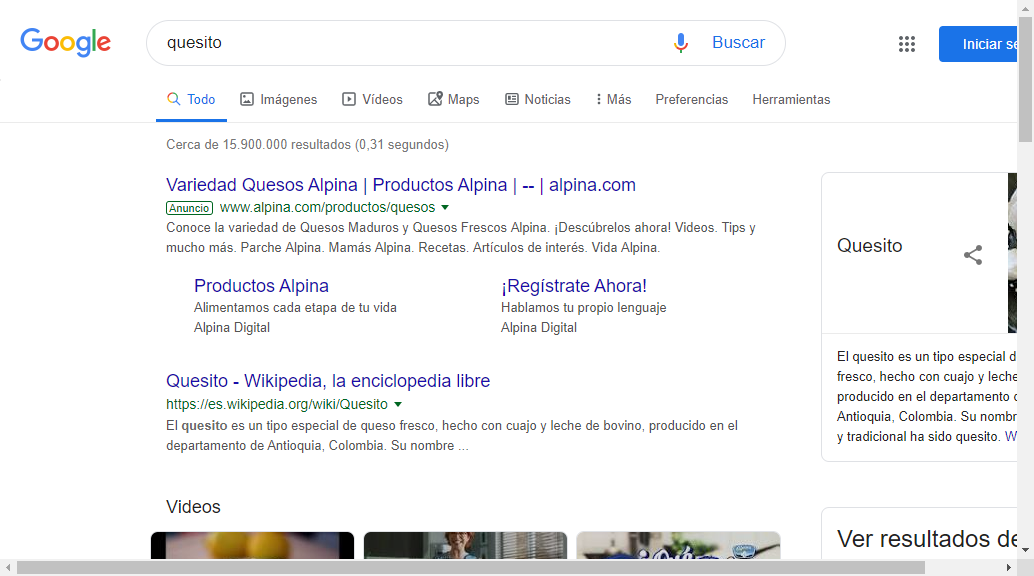 Google
quesito
Buscar
Iniciar se
Todo
Imágenes
Vídeos
Maps
Noticias
Más
Preferencias
Herramientas
Cerca de 15.900.000 resultados (0,31 segundos)
Variedad Quesos Alpina | Productos Alpina | -- | alpina.com
Anuncio www.alpina.com/productos/quesos
Conoce la variedad de Quesos Maduros y Quesos Frescos Alpina. ¡Descúbrelos ahora! Videos. Tips y
mucho más. Parche Alpina. Mamás Alpina. Recetas. Artículos de interés. Vida Alpina.
Productos Alpina
Alimentamos cada etapa de tu vida
Alpina Digital
¡Regístrate Ahora!
Hablamos tu propio lenguaje
Alpina Digital
Quesito - Wikipedia, la enciclopedia libre
https://es.wikipedia.org/wiki/Quesito
El quesito es un tipo especial de queso fresco, hecho con cuajo y leche de bovino, producido en el
departamento de Antioquia, Colombia. Su nombre ...
Videos
Quesito
El quesito es un tipo especial d
fresco, hecho con cuajo y leche
producido en el departamento
Antioquia, Colombia. Su nombr
y tradicional ha sido quesito. W
Ver resultados de